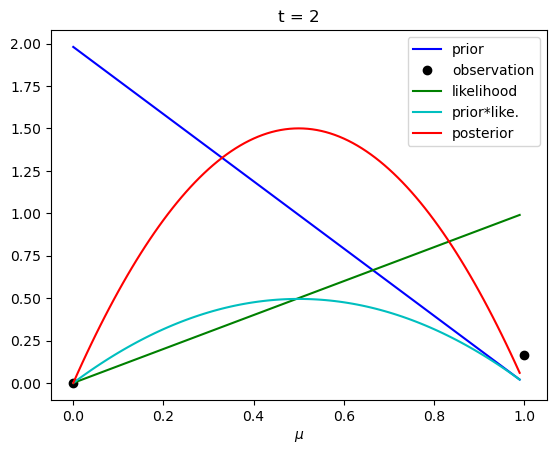 t = 2
prior
observation
likelihood
prior*like.
posterior
2.00
1.75
1.50
1.25
1.00
0.75
0.50
0.25
0.00
0.0 0.2 0.4 0.6 0.8 1.0
μ